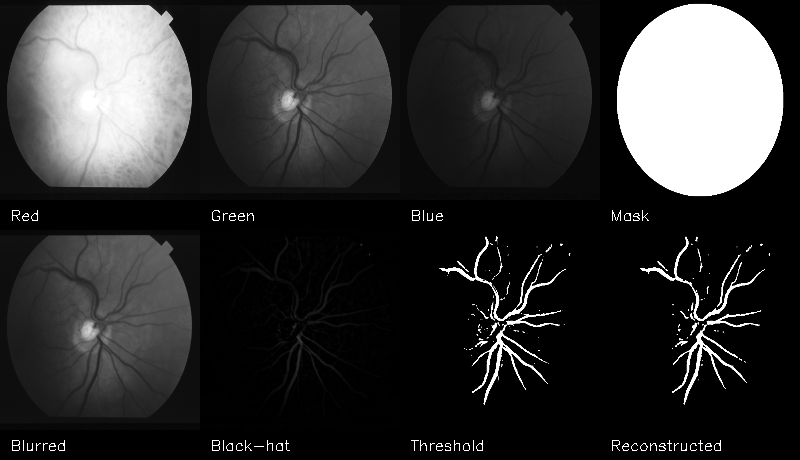 Red
Green
Blue
Mask
Blurred
Black-hat
Threshold
Reconstructed